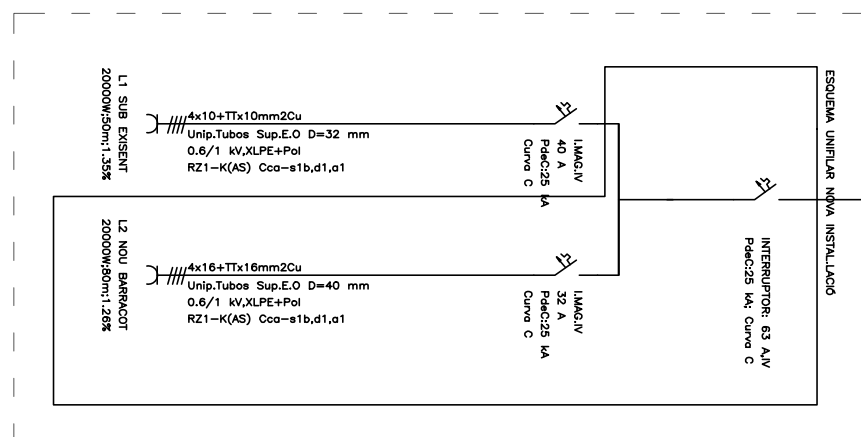 ESQUEMA UNIFILAR NOVA INSTAL.LACIÓ
L1 SUB EXISENT
20000W;50m;1.35%
4x10+TTx10mm2Cu
Unip.Tubos Sup.E.O D=32 mm
0.6/1 kV,XLPE+Pol
RZ1-K(AS) Cca-s1b,d1,a1
I.MAG.IV
40 A
PdeC:25 kA
Curva C
INTERRUPTOR: 63 A,IV
PdeC:25 kA; Curva C
L2 NOU BARRACOT
20000W;80m;1.26%
4x16+TTx16mm2Cu
Unip.Tubos Sup.E.O D=40 mm
0.6/1 kV,XLPE+Pol
RZ1-K(AS) Cca-s1b,d1,a1
I.MAG.IV
32 A
PdeC:25 kA
Curva C